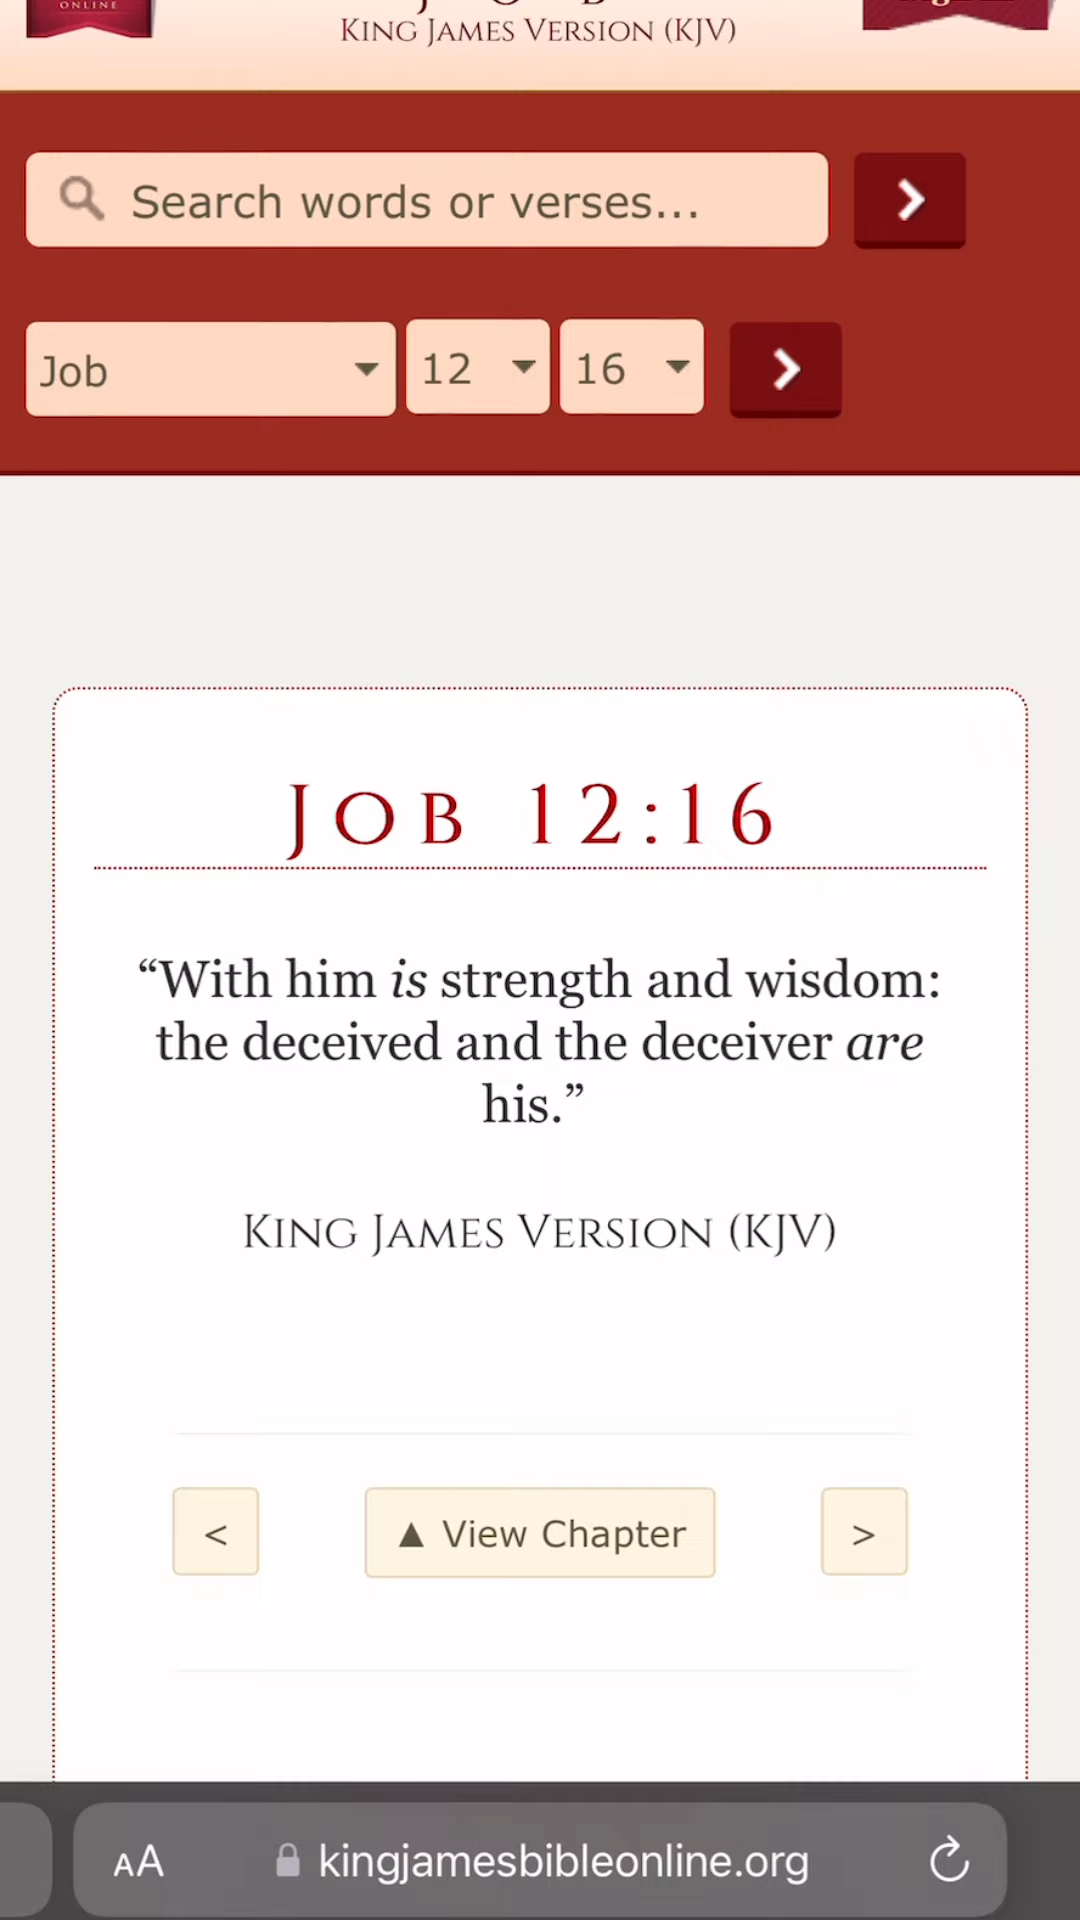 ONLINE
KING JAMES VERSION (KJV)
Search words or verses...
Job 12 16
JOB 12:16
“With him is strength and wisdom:
the deceived and the deceiver are
his.”
KING JAMES VERSION (KJV)
< ▲ View Chapter >
AA kingjamesbibleonline.org